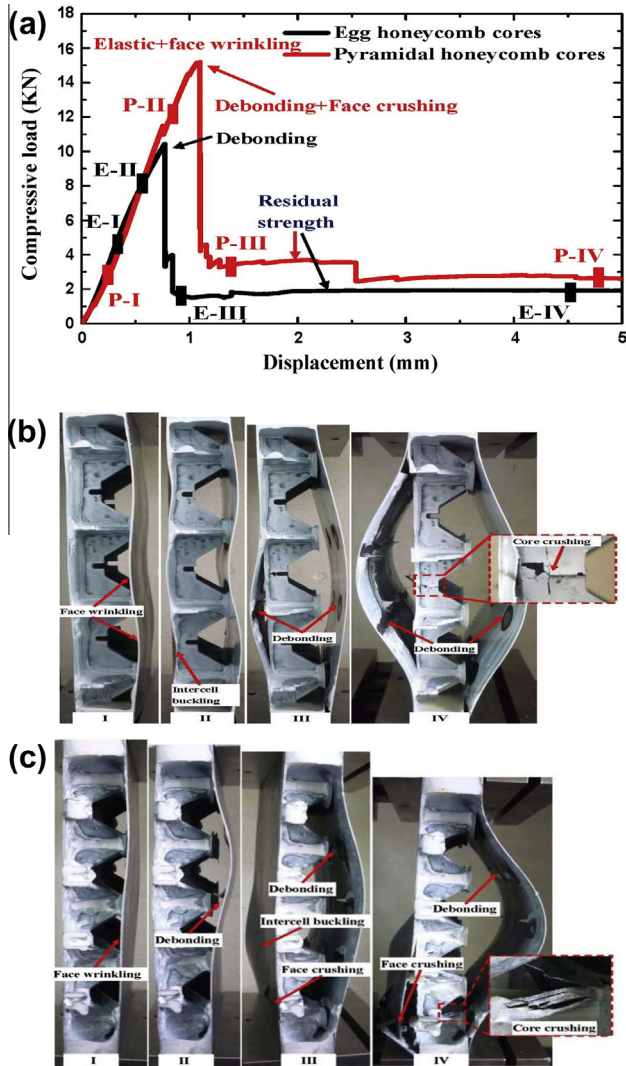 (a)
Compressive load (KN)
18
16
14
12
10
8
6
4
2
0
Elastic+face wrinkling
Egg honeycomb cores
Pyramidal honeycomb cores
P-II
Debonding+Face crushing
Debonding
E-II
E-I
P-I
Residual
strength
P-III
P-IV
E-III
E-IV
0 1 2 3 4 5
Displacement (mm)
(b)
Face wrinkling
Intercell
buckling
Debonding
Core crushing
Debonding
I
II
III
IV
(c)
Face wrinkling
Debonding
Debonding
Intercell buckling
Face crushing
Debonding
Face crushing
Core crushing
I
II
III
IV